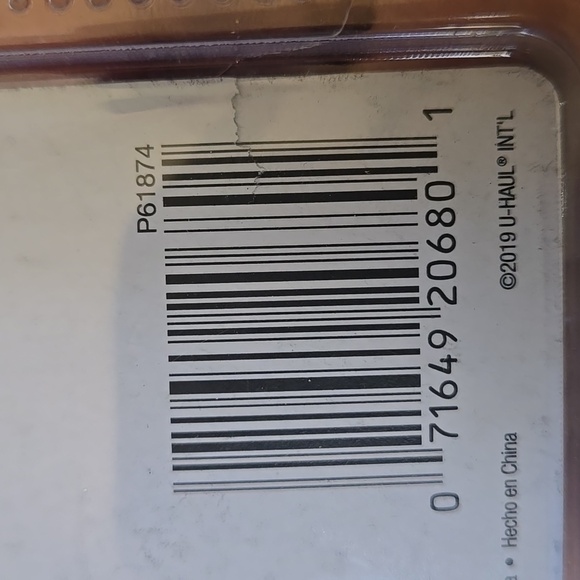 P61874
0 71649 20680 1
©2019 U-HAUL® INT'L
• Hecho en China